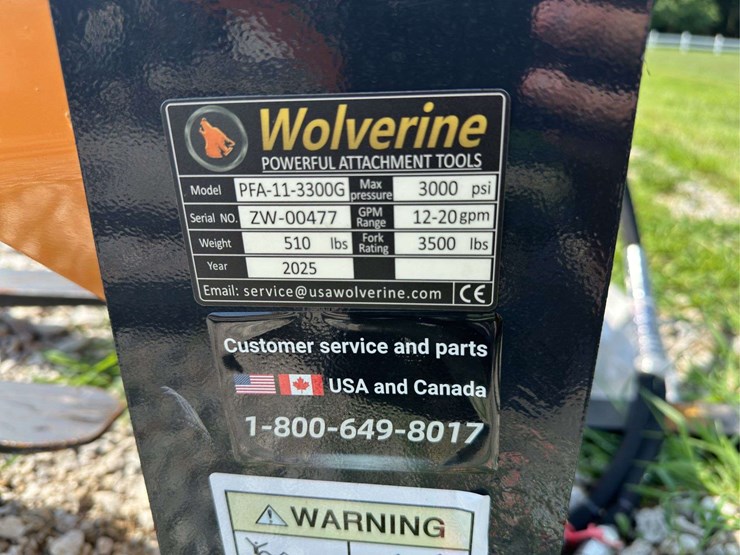 Wolverine
POWERFUL ATTACHMENT TOOLS
Model PFA-11-3300G Max pressure 3000 psi
Serial NO. ZW-00477 GPM Range 12-20 gpm
Weight 510 lbs Fork Rating 3500 lbs
Year 2025
Email: service@usawolverine.com CE
Customer service and parts
USA and Canada
1-800-649-8017
WARNING